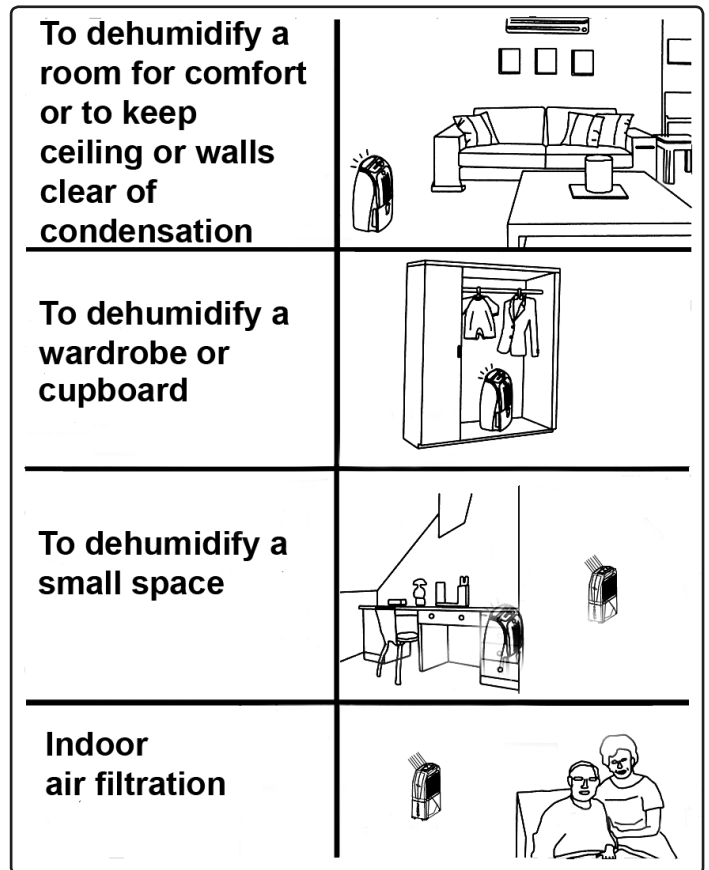 To dehumidify a
room for comfort
or to keep
ceiling or walls
clear of
condensation
To dehumidify a
wardrobe or
cupboard
To dehumidify a
small space
Indoor
air filtration